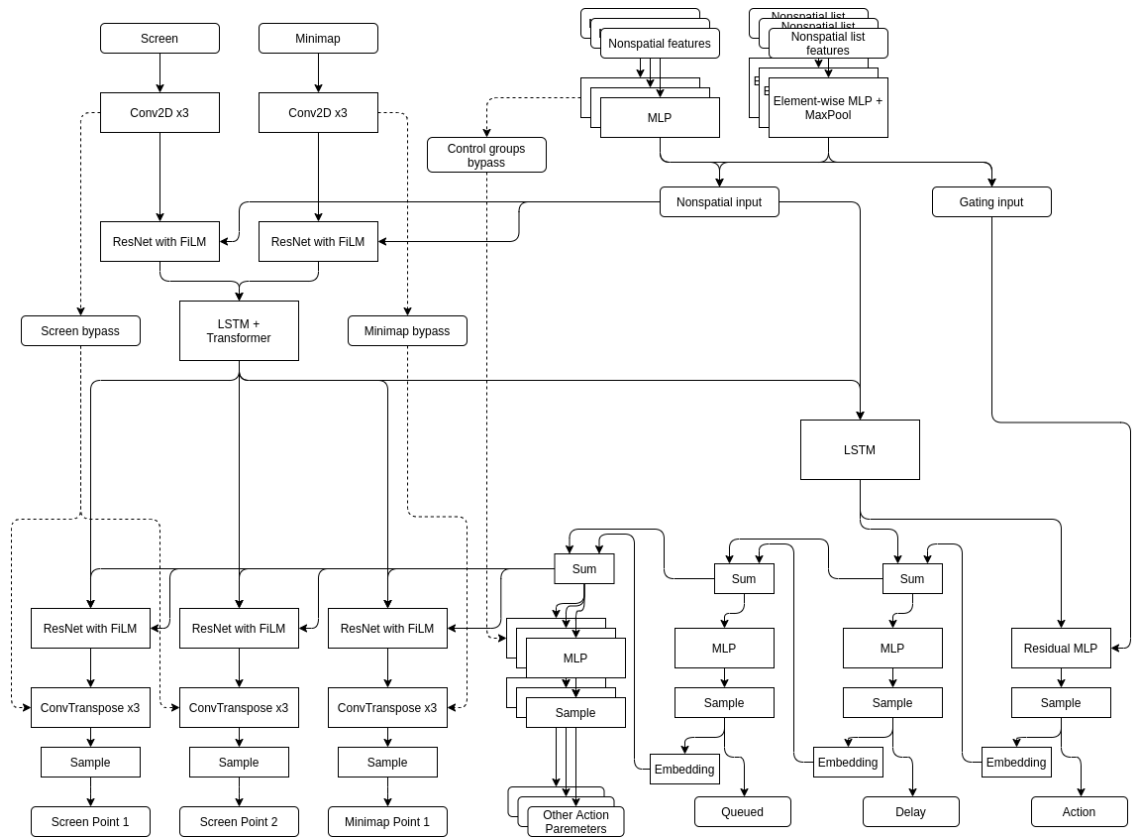 Screen
Minimap
Nonspatial features
Nonspatial list
Nonspatial list
Nonspatial list
features
Conv2D x3
Conv2D x3
MLP
Element-wise MLP +
MaxPool
Control groups
bypass
Nonspatial input
Gating input
ResNet with FiLM
ResNet with FiLM
Screen bypass
LSTM +
Transformer
Minimap bypass
LSTM
Sum
Sum
Sum
ResNet with FiLM
ResNet with FiLM
ResNet with FiLM
MLP
MLP
MLP
Residual MLP
ConvTranspose x3
ConvTranspose x3
ConvTranspose x3
Sample
Sample
Sample
Sample
Sample
Sample
Sample
Embedding
Embedding
Embedding
Screen Point 1
Screen Point 2
Minimap Point 1
Other Action
Paremeters
Queued
Delay
Action